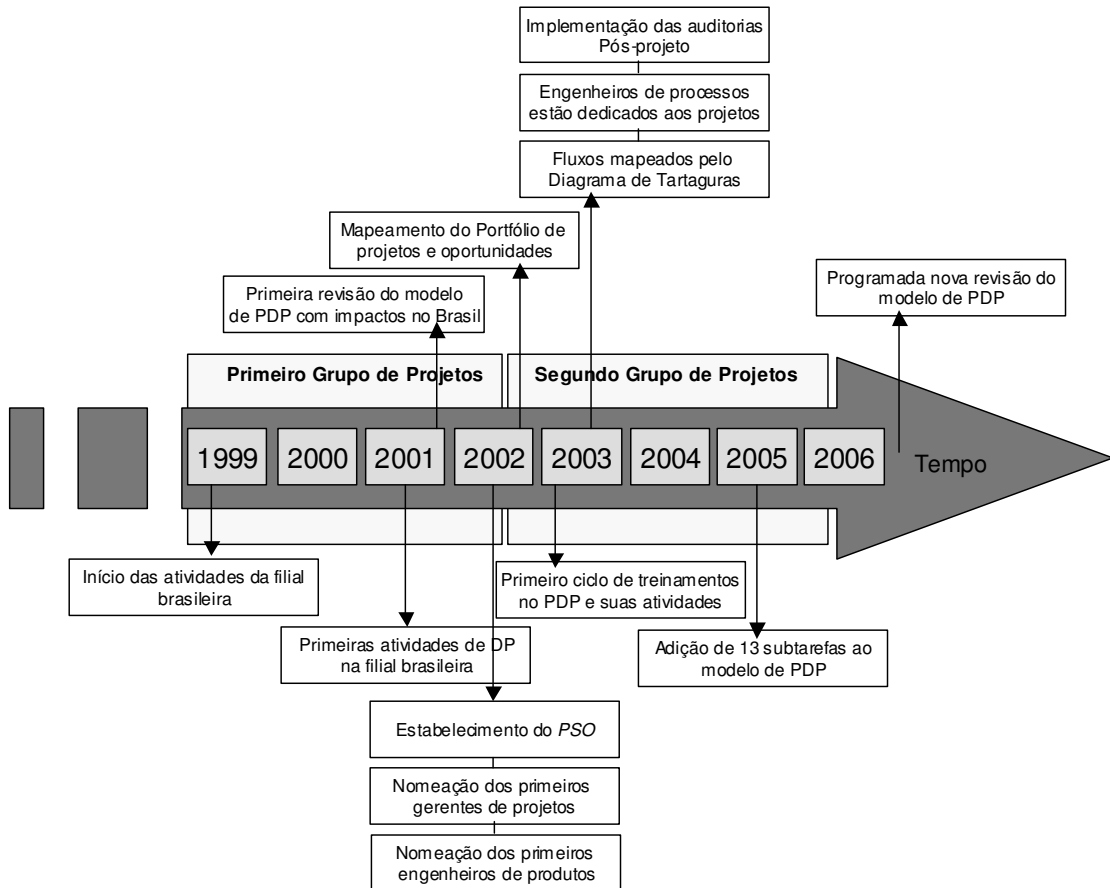 Implementação das auditorias
Pós-projeto
Engenheiros de processos
estão dedicados aos projetos
Fluxos mapeados pelo
Diagrama de Tartaguras
Mapeamento do Portfólio de
projetos e oportunidades
Programada nova revisão do
modelo de PDP
Primeira revisão do modelo
de PDP com impactos no Brasil
Primeiro Grupo de Projetos
Segundo Grupo de Projetos
1999
2000
2001
2002
2003
2004
2005
2006
Tempo
Início das atividades da filial
brasileira
Primeiro ciclo de treinamentos
no PDP e suas atividades
Primeiras atividades de DP
na filial brasileira
Adição de 13 subtarefas ao
modelo de PDP
Estabelecimento do PSO
Nomeação dos primeiros
gerentes de projetos
Nomeação dos primeiros
engenheiros de produtos